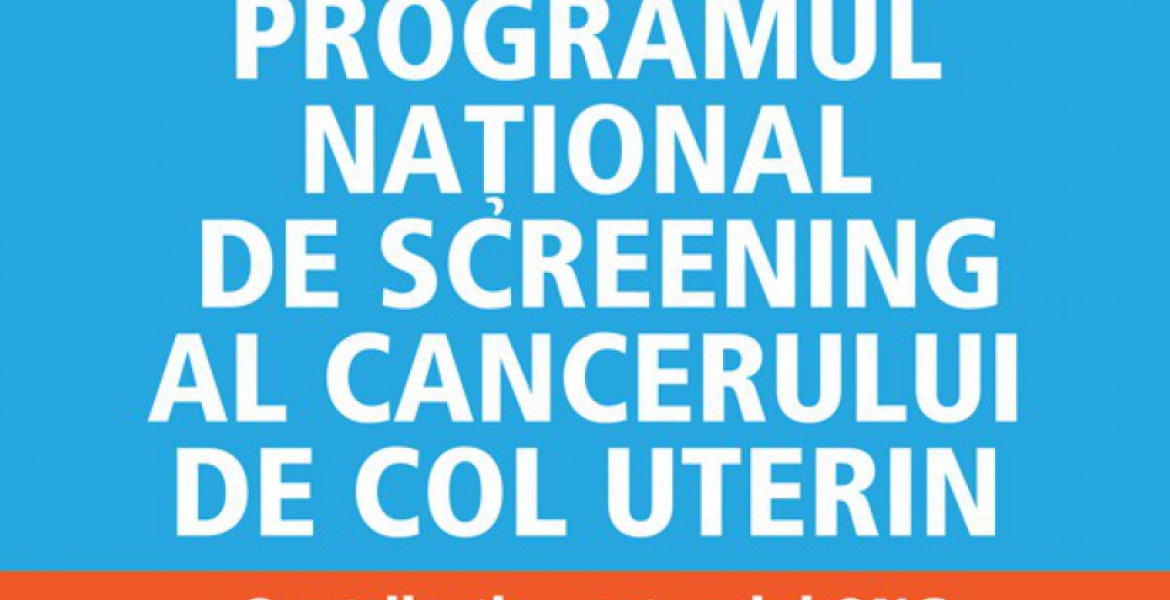 PROGRAMUL
NAȚIONAL
DE SCREENING
AL CANCERULUI
DE COL UTERIN